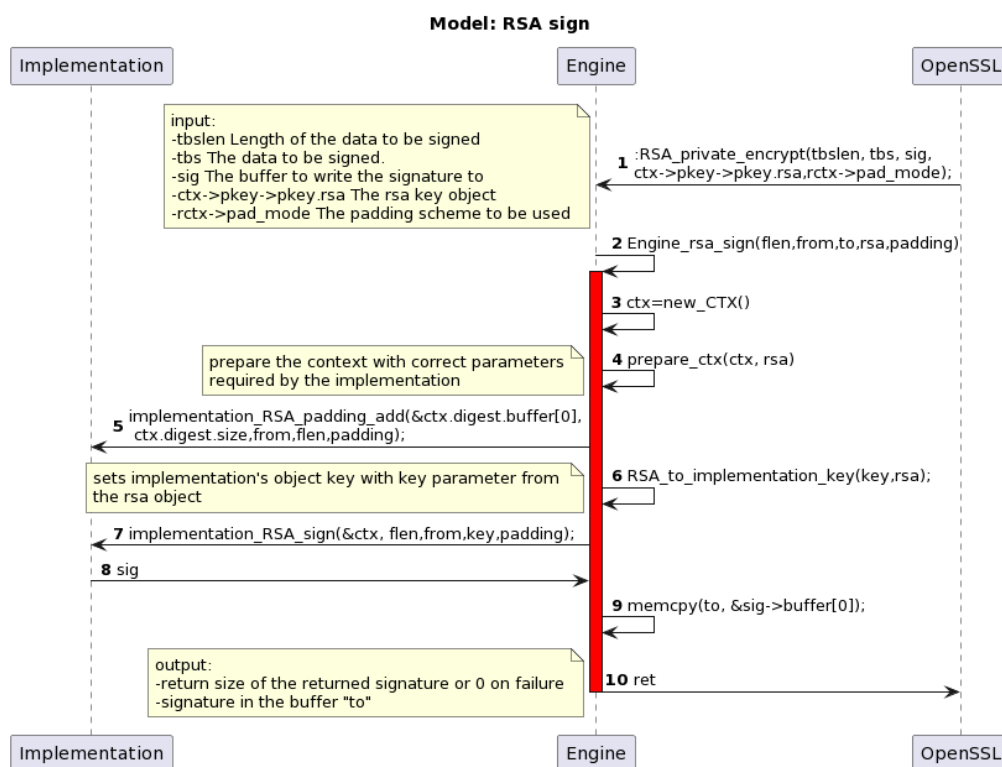 Model: RSA sign
Implementation
Engine
OpenSSL
input:
-tbslen Length of the data to be signed
-tbs The data to be signed.
-sig The buffer to write the signature to
-ctx->pkey->pkey.rsa The rsa key object
-rctx->pad_mode The padding scheme to be used
1 :RSA_private_encrypt(tbslen, tbs, sig,
ctx->pkey->pkey.rsa,rctx->pad_mode);
2 Engine_rsa_sign(flen,from,to,rsa,padding)
3 ctx=new_CTX()
prepare the context with correct parameters
required by the implementation
4 prepare_ctx(ctx, rsa)
5 implementation_RSA_padding_add(&ctx.digest.buffer[0],
ctx.digest.size,from,flen,padding);
sets implementation's object key with key parameter from
the rsa object
6 RSA_to_implementation_key(key,rsa);
7 implementation_RSA_sign(&ctx, flen,from,key,padding);
8 sig
9 memcpy(to, &sig->buffer[0]);
output:
-return size of the returned signature or 0 on failure
-signature in the buffer "to"
10 ret
Implementation
Engine
OpenSSL